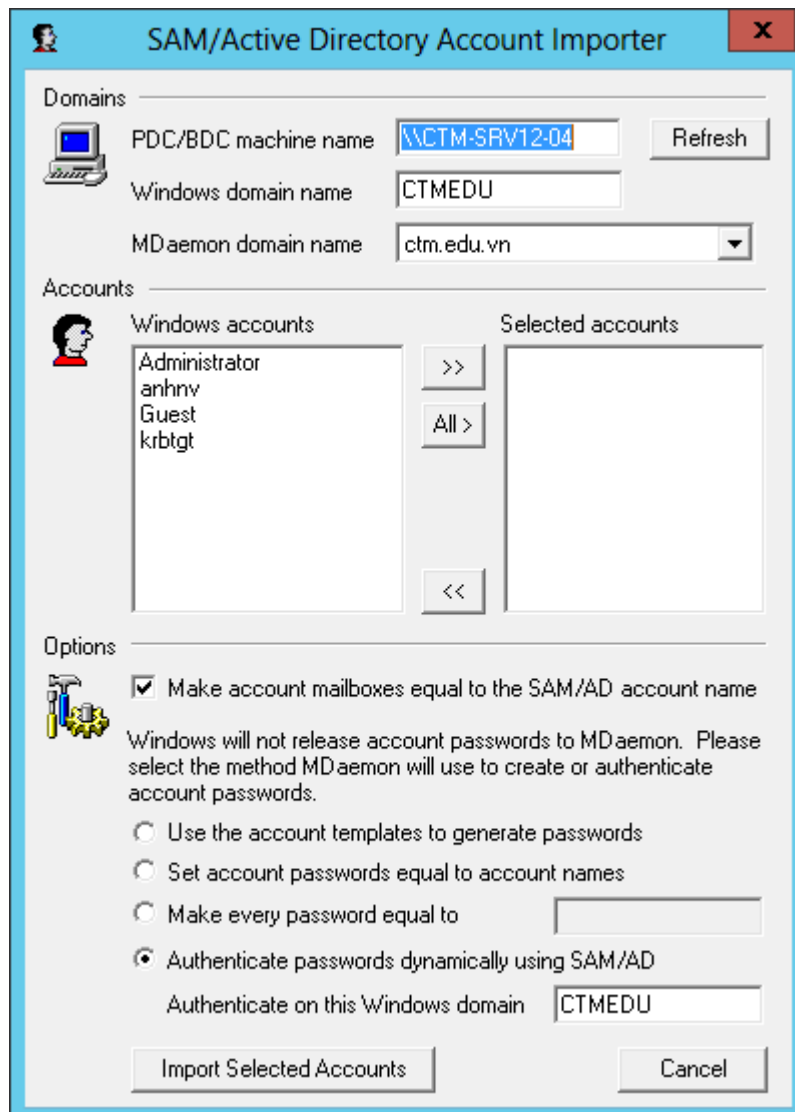 SAM/Active Directory Account Importer
x
Domains
PDC/BDC machine name \\CTM-SRV12-04 Refresh
Windows domain name CTMEDU
MDaemon domain name ctm.edu.vn
Accounts
Windows accounts Selected accounts
Administrator
anhnv
Guest
krbtgt
>>
All >
<<
Options
Make account mailboxes equal to the SAM/AD account name
Windows will not release account passwords to MDaemon. Please
select the method MDaemon will use to create or authenticate
account passwords.
Use the account templates to generate passwords
Set account passwords equal to account names
Make every password equal to
Authenticate passwords dynamically using SAM/AD
Authenticate on this Windows domain CTMEDU
Import Selected Accounts Cancel